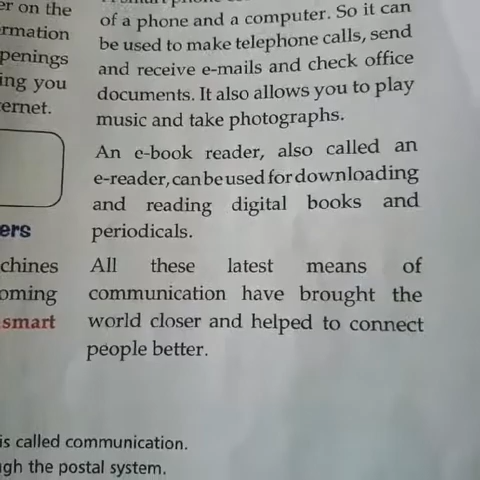 er on the
rmation
penings
ing you
ernet.
ers
chines
oming
smart
of a phone and a computer. So it can
be used to make telephone calls, send
and receive e-mails and check office
documents. It also allows you to play
music and take photographs.
An e-book reader, also called an
e-reader, can be used for downloading
and reading digital books and
periodicals.
All these latest means of
communication have brought the
world closer and helped to connect
people better.
is called communication.
gh the postal system.